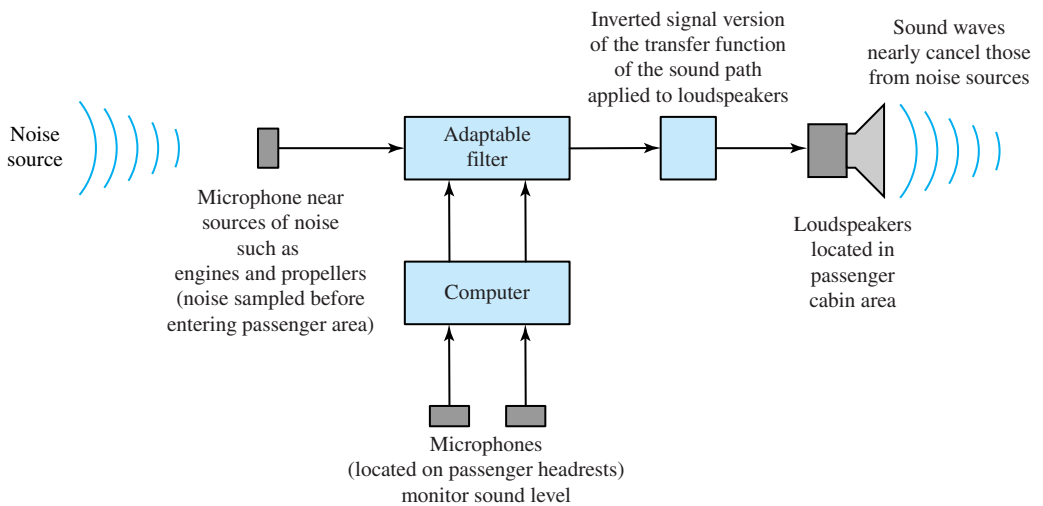 Inverted signal version
of the transfer function
of the sound path
applied to loudspeakers
Sound waves
nearly cancel those
from noise sources
Noise
source
Adaptable
filter
Microphone near
sources of noise
such as
engines and propellers
(noise sampled before
entering passenger area)
Loudspeakers
located in
passenger
cabin area
Computer
Microphones
(located on passenger headrests)
monitor sound level